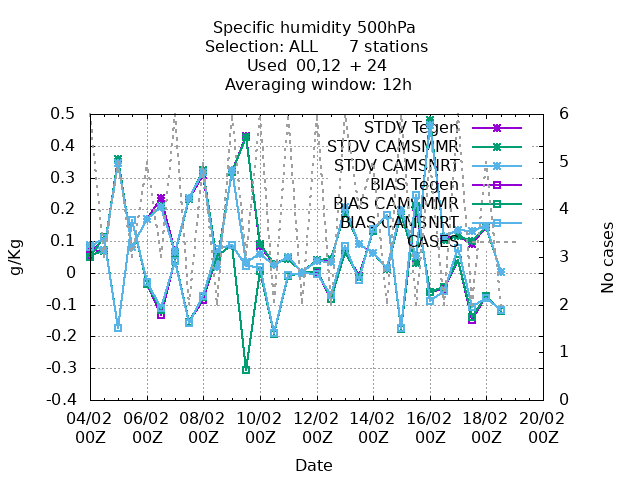 Specific humidity 500hPa
Selection: ALL 7 stations
Used 00,12 + 24
Averaging window: 12h
0.5
0.4
0.3
0.2
0.1
0
-0.1
-0.2
-0.3
-0.4
g/Kg
STDV Tegen
STDV CAMSMMR
STDV CAMSNRT
BIAS Tegen
BIAS CAMSMMR
BIAS CAMSNRT
CASES
6
5
4
3
2
1
0
No cases
04/02 06/02 08/02 10/02 12/02 14/02 16/02 18/02 20/02
00Z 00Z 00Z 00Z 00Z 00Z 00Z 00Z 00Z
Date